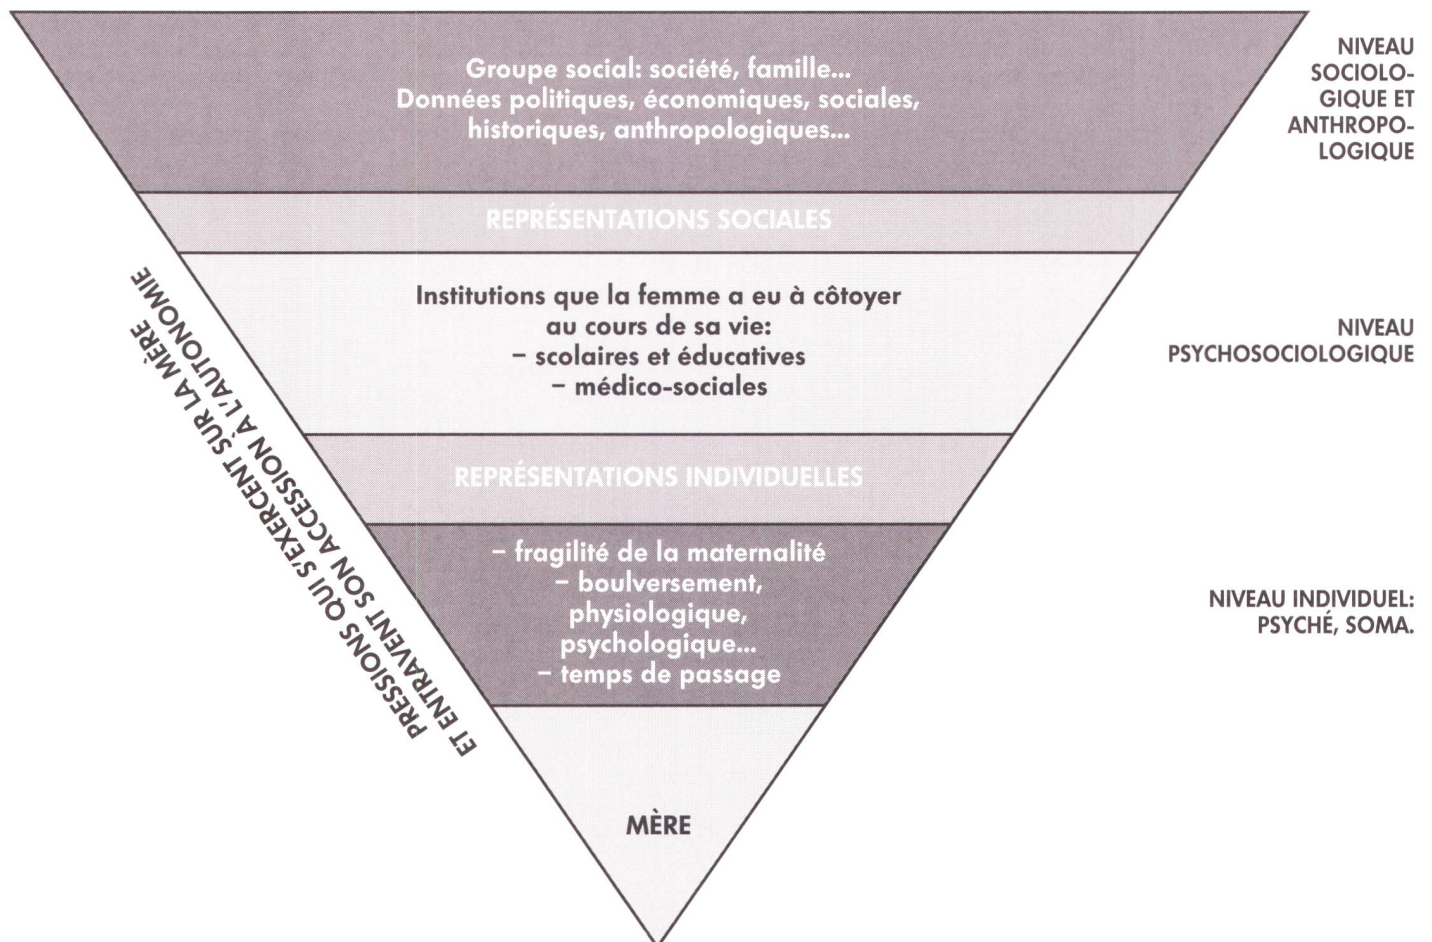 Groupe social: société, famille...
Données politiques, économiques, sociales,
historiques, anthropologiques...
NIVEAU
SOCIOLO-
GIQUE ET
ANTHROPO-
LOGIQUE
REPRÉSENTATIONS SOCIALES
Institutions que la femme a eu à côtoyer
au cours de sa vie:
– scolaires et éducatives
– médico-sociales
NIVEAU
PSYCHOSOCIOLOGIQUE
REPRÉSENTATIONS INDIVIDUELLES
– fragilité de la maternalité
– boulversement,
physiologique,
psychologique...
– temps de passage
NIVEAU INDIVIDUEL:
PSYCHÉ, SOMA.
MÈRE
PRESSIONS QUI S'EXERCENT SUR LA MÈRE
ET ENTRAVENT SON ACCESSION À L'AUTONOMIE